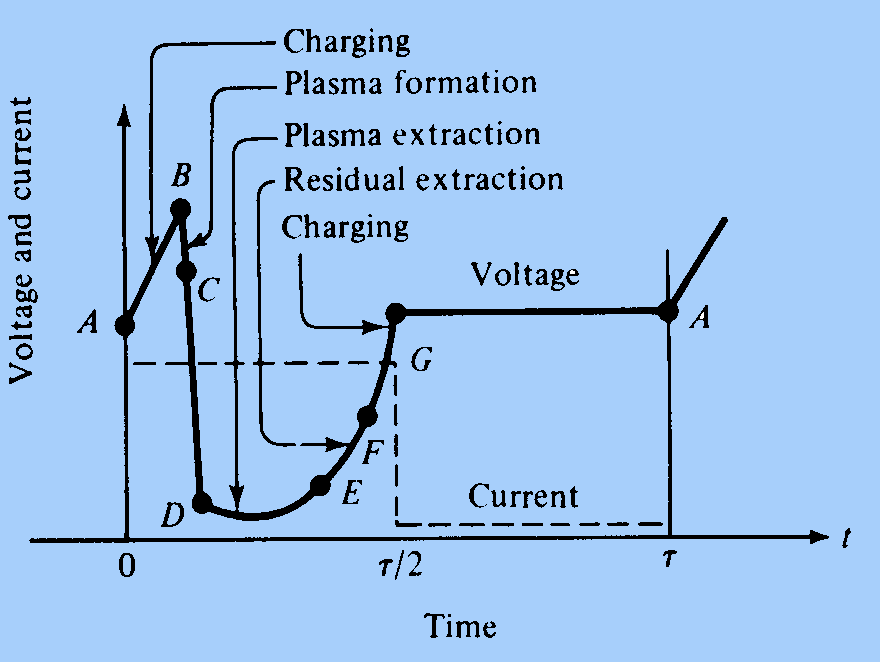 Charging
Plasma formation
Plasma extraction
Residual extraction
Charging
Voltage and current
B
C
A
Voltage
A
G
F
E
D
Current
t
0
τ/2
τ
Time